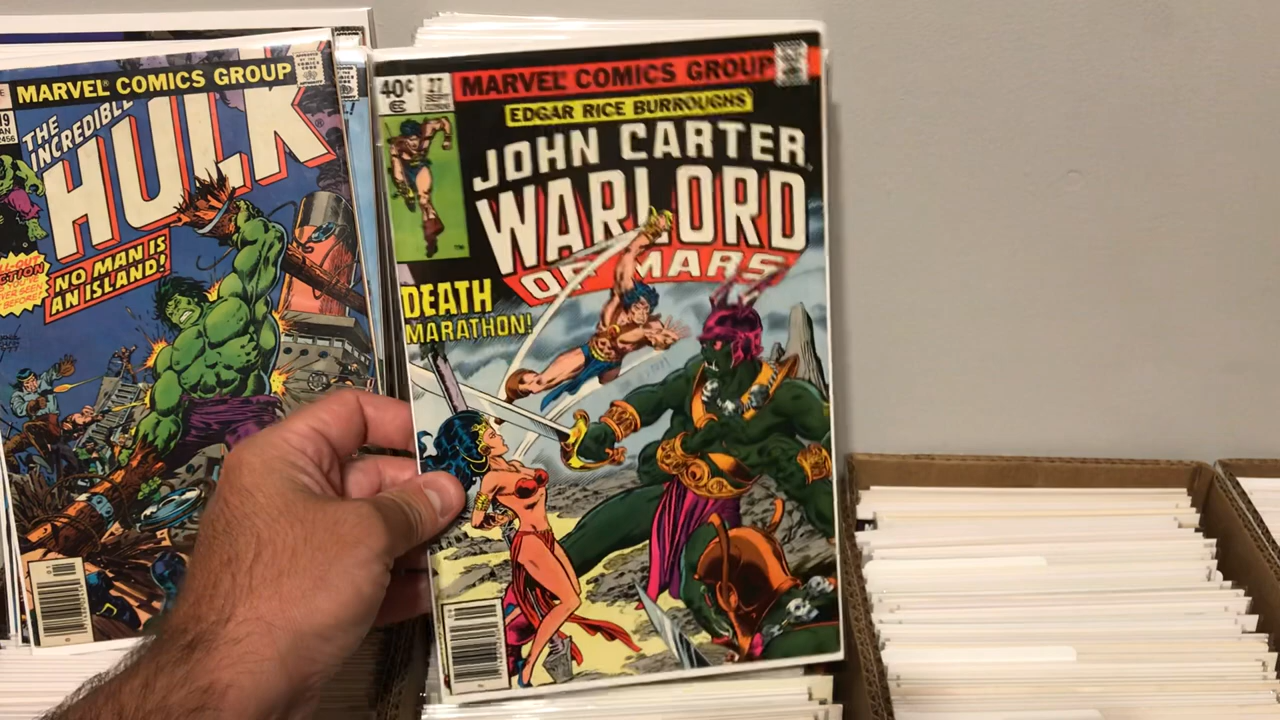 MARVEL® COMICS GROUP
THE
INCREDIBLE
HULK
NO MAN IS
AN ISLAND!
40¢
27
MARVEL® COMICS GROUP
EDGAR RICE BURROUGHS'
JOHN CARTER
WARLORD
OF MARS
DEATH
MARATHON!